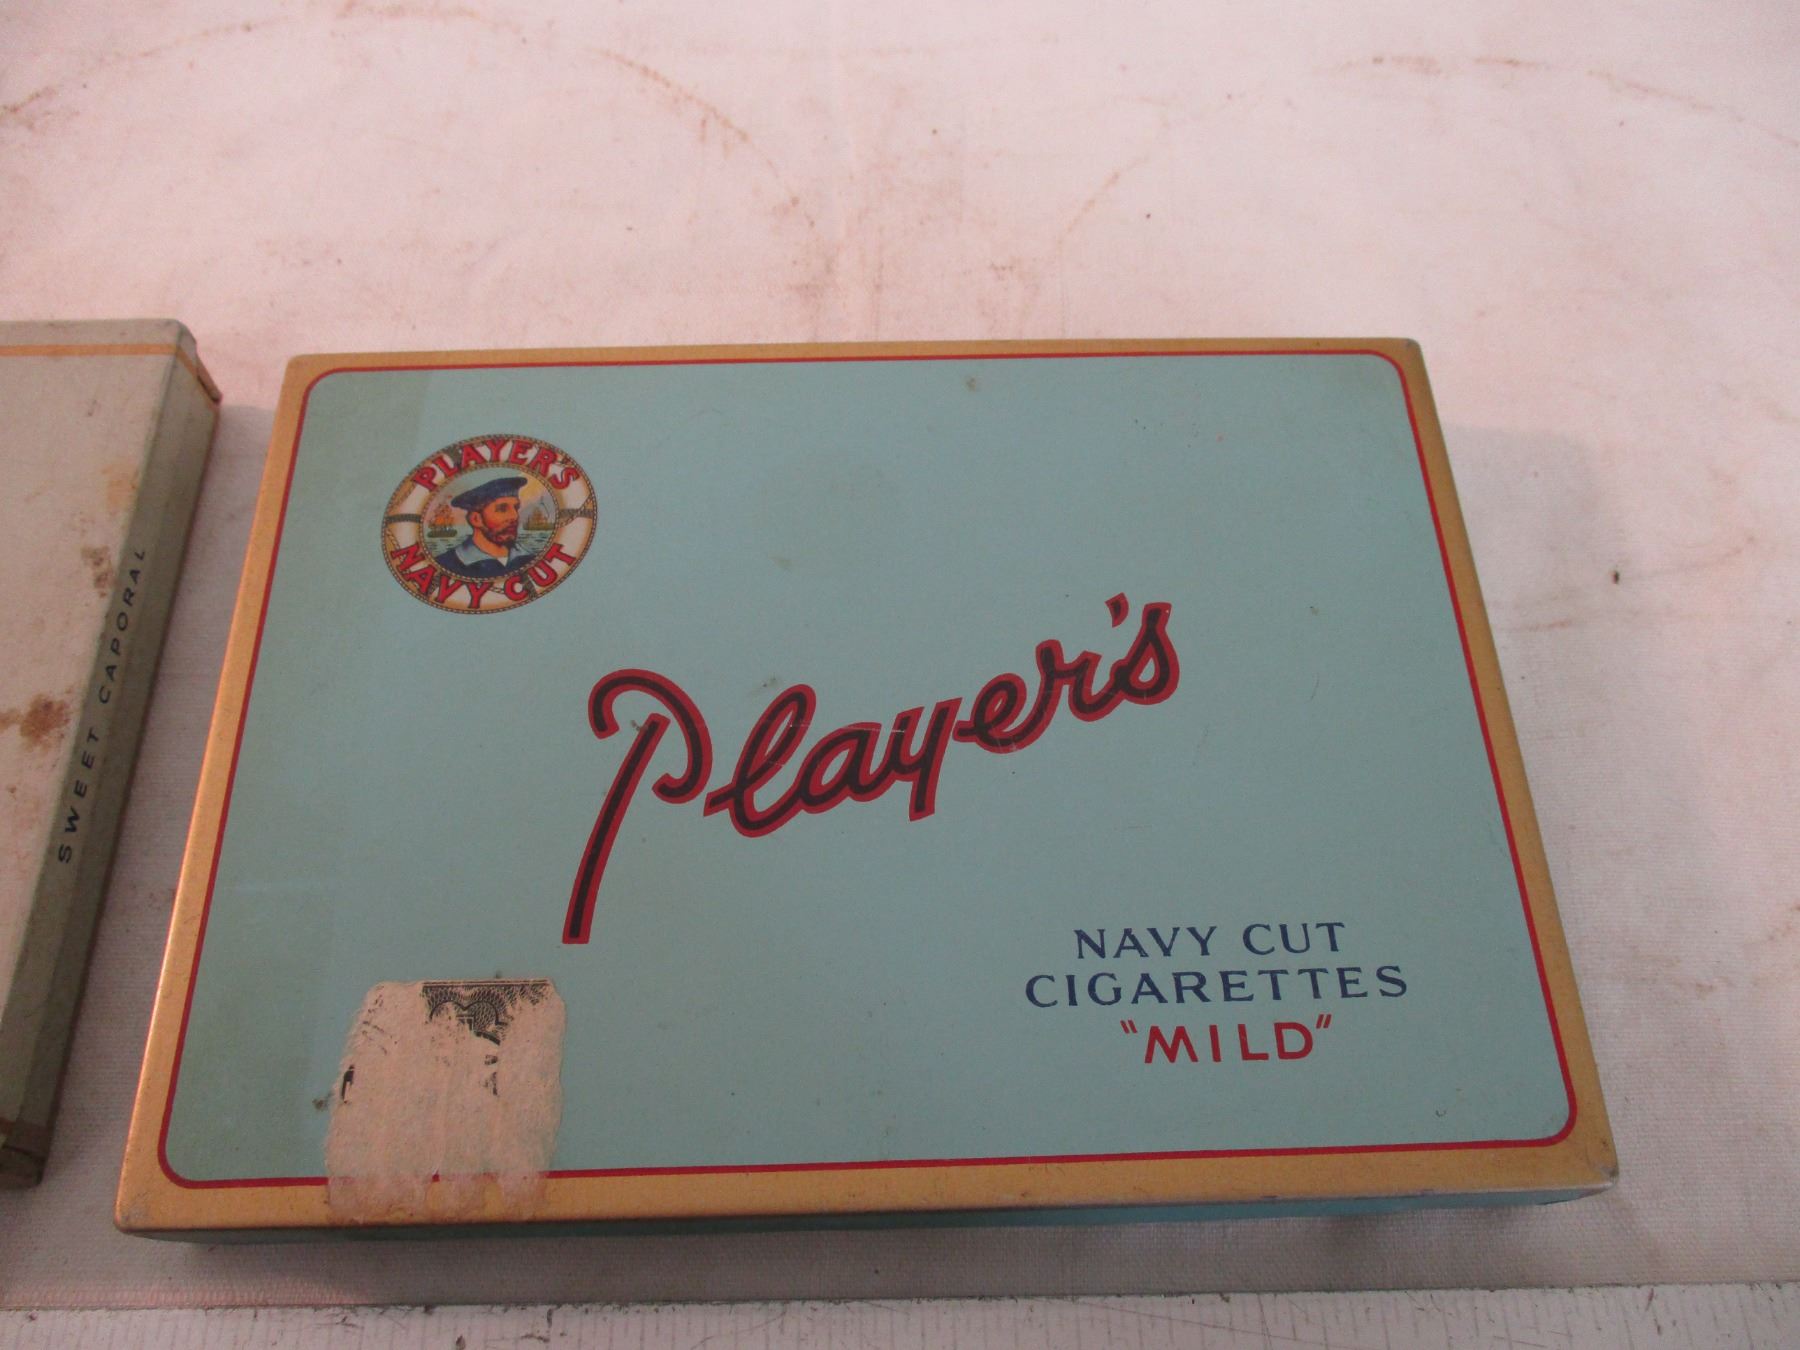 PLAYER'S
NAVY CUT
Player's
NAVY CUT
CIGARETTES
"MILD"
SWEET CAPORAL